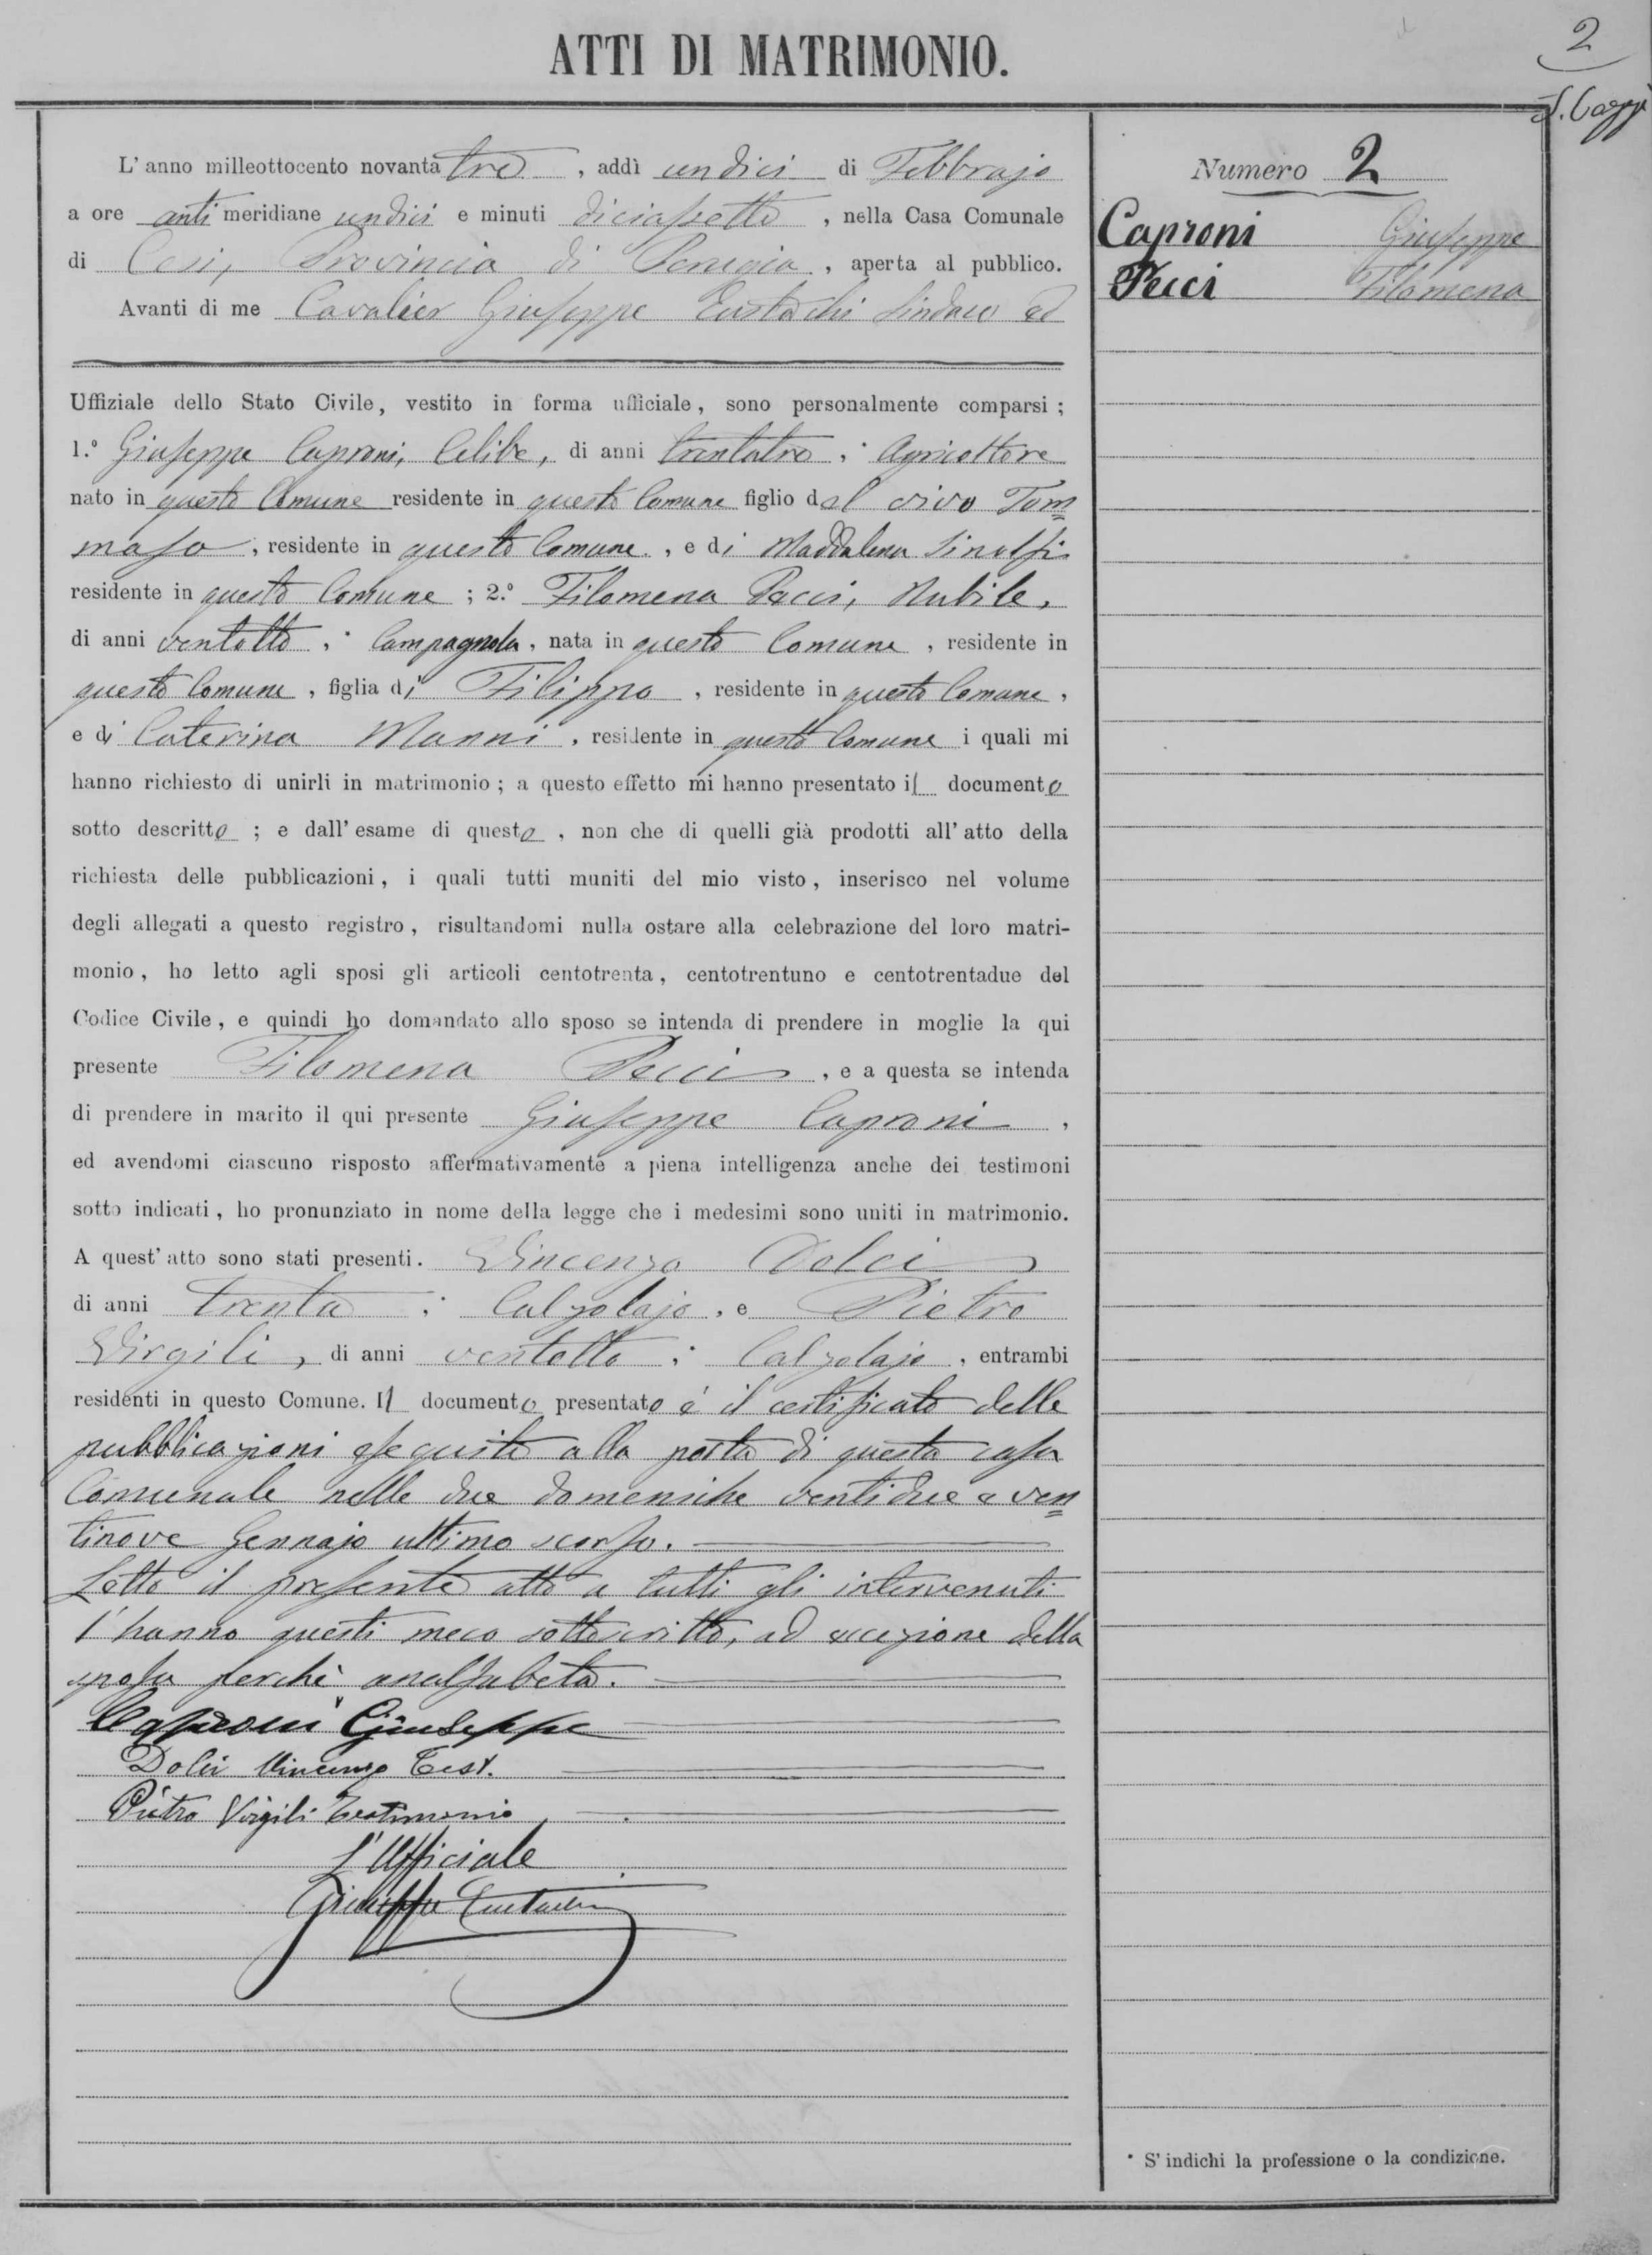 ATTI DI MATRIMONIO.
2
Numero 2
Caproni Giuseppe
Pecci Filomena
L'anno milleottocento novantatre, addì undici di Febbrajo
a ore antimeridiane undici e minuti diciassette, nella Casa Comunale
di Cesi, Provincia di Perugia, aperta al pubblico.
Avanti di me Cavalier Giuseppe Eustachi Sindaco ed
Uffiziale dello Stato Civile, vestito in forma ufficiale, sono personalmente comparsi;
1.° Giuseppe Caproni, Celibe, di anni trentatre, * Agricoltore
nato in questo Comune residente in questo Comune figlio del vivo Tom=
maso, residente in questo Comune, e di Maddalena
residente in questo Comune; 2.° Filomena Pecci, Nubile,
di anni ventotto, * Campagnola, nata in questo Comune, residente in
questo Comune, figlia di Filippo, residente in questo Comune,
e di Caterina Manni, residente in questo Comune i quali mi
hanno richiesto di unirli in matrimonio; a questo effetto mi hanno presentato il documento
sotto descritto; e dall'esame di questo, non che di quelli già prodotti all'atto della
richiesta delle pubblicazioni, i quali tutti muniti del mio visto, inserisco nel volume
degli allegati a questo registro, risultandomi nulla ostare alla celebrazione del loro matri-
monio, ho letto agli sposi gli articoli centotrenta, centotrentuno e centotrentadue del
Codice Civile, e quindi ho domandato allo sposo se intenda di prendere in moglie la qui
presente Filomena Pecci, e a questa se intenda
di prendere in marito il qui presente Giuseppe Caproni,
ed avendomi ciascuno risposto affermativamente a piena intelligenza anche dei testimoni
sotto indicati, ho pronunziato in nome della legge che i medesimi sono uniti in matrimonio.
A quest'atto sono stati presenti. Vincenzo Dolci
di anni trenta, * Calzolajo, e Pietro
Virgili, di anni ventotto, * Calzolajo, entrambi
residenti in questo Comune. Il documento presentato è il certificato delle
pubblicazioni eseguite alla porta di questa casa
Comunale nelle due domeniche ventidue e ven=
tinove Gennajo ultimo scorso.
Letto il presente atto a tutti gli intervenuti
l'hanno questi meco sottoscritto, ad eccezione della
sposa perchè analfabeta.
Caproni Giuseppe
Dolci Vincenzo Test.
Pietro Virgili Testimonio
L'Ufficiale
Giuseppe Eustachi
* S'indichi la professione o la condizione.